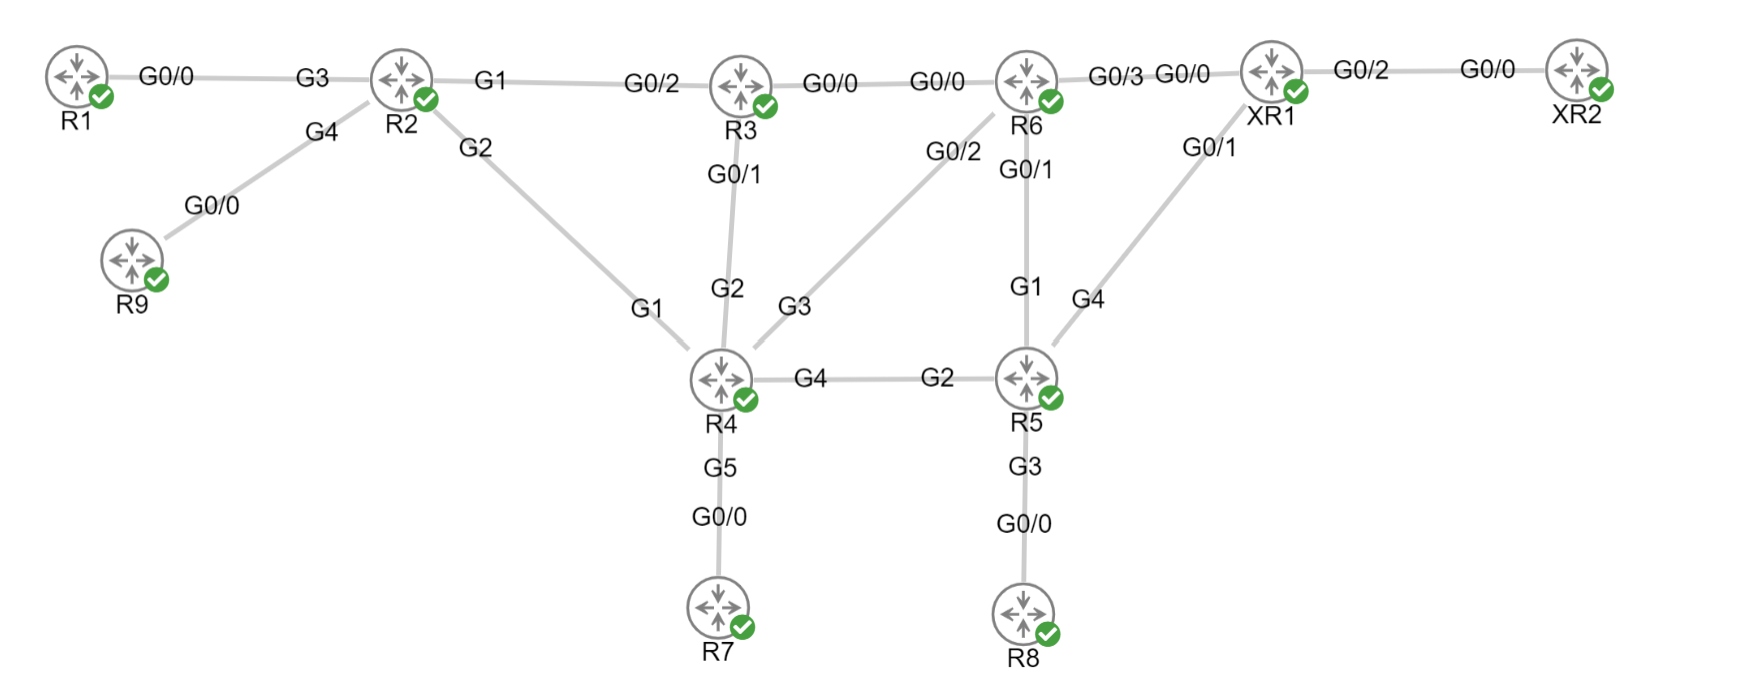 G0/0 G3 G1 G0/2 G0/0 G0/0 G0/3 G0/0 G0/2 G0/0
R1 R2 R3 R6 XR1 XR2
G4 G2 G0/1 G0/2 G0/1 G0/1
G0/0
R9 G1 G2 G3 G1 G4
G4 G2
R4 R5
G5 G3
G0/0 G0/0
R7 R8